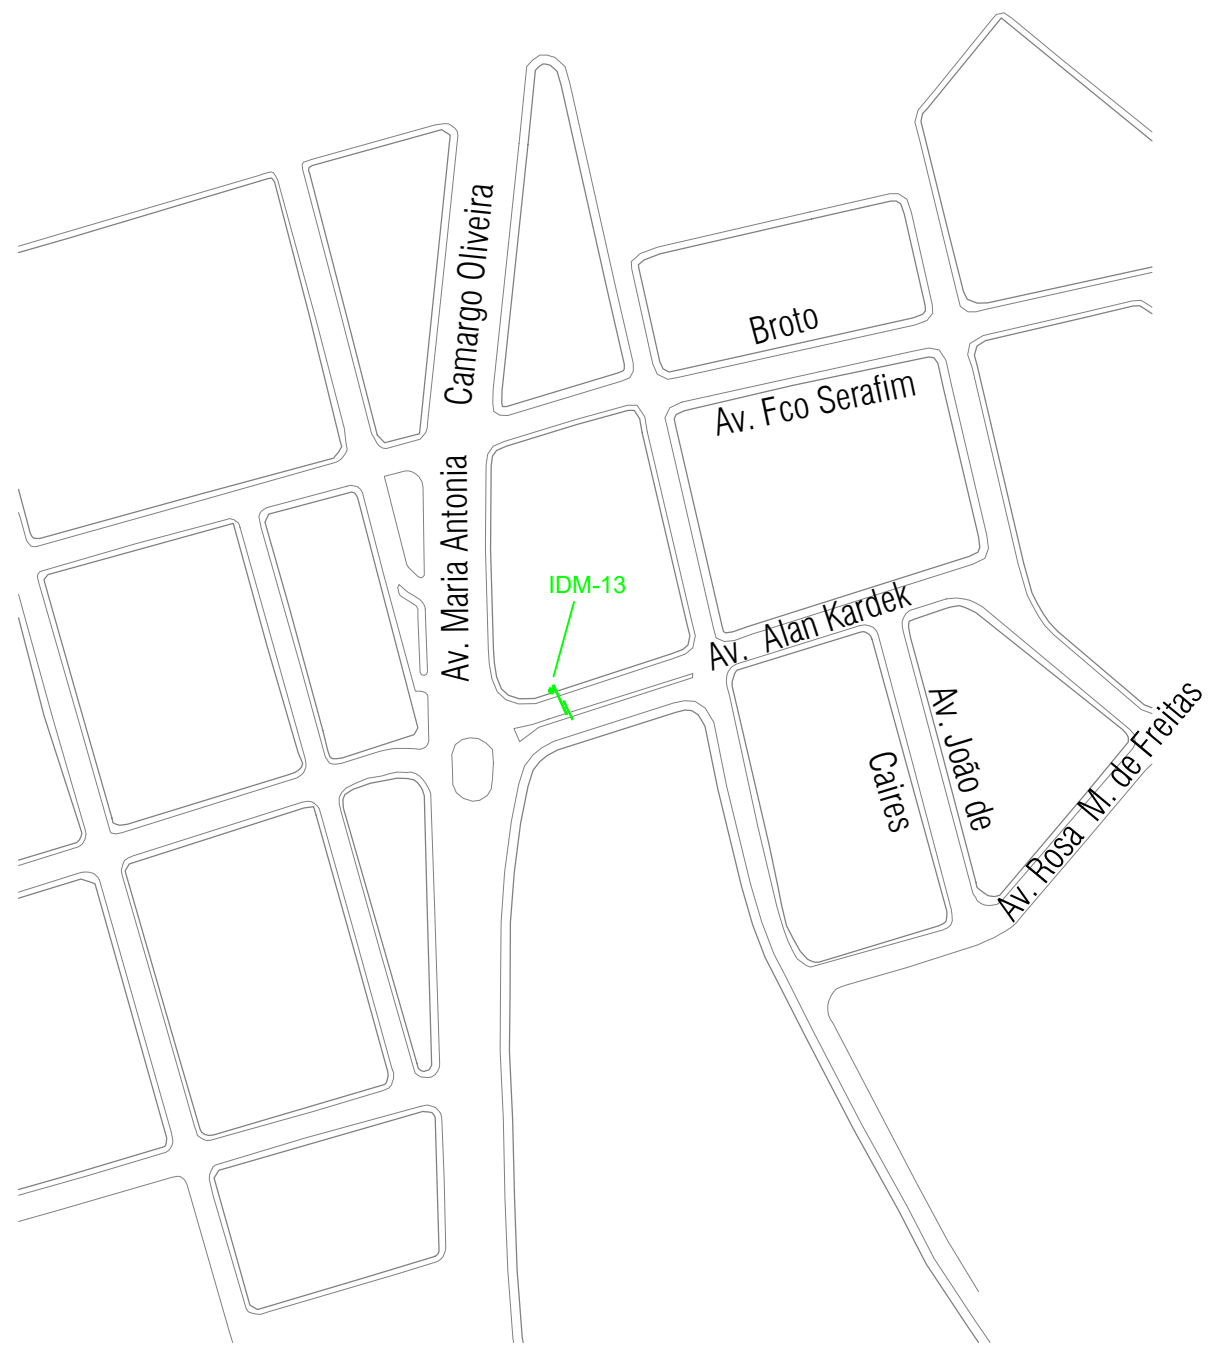 Camargo Oliveira
Broto
Av. Fco Serafim
Av. Maria Antonia
IDM-13
Av. Alan Kardek
Av. João de
Caires
Av. Rosa M. de Freitas